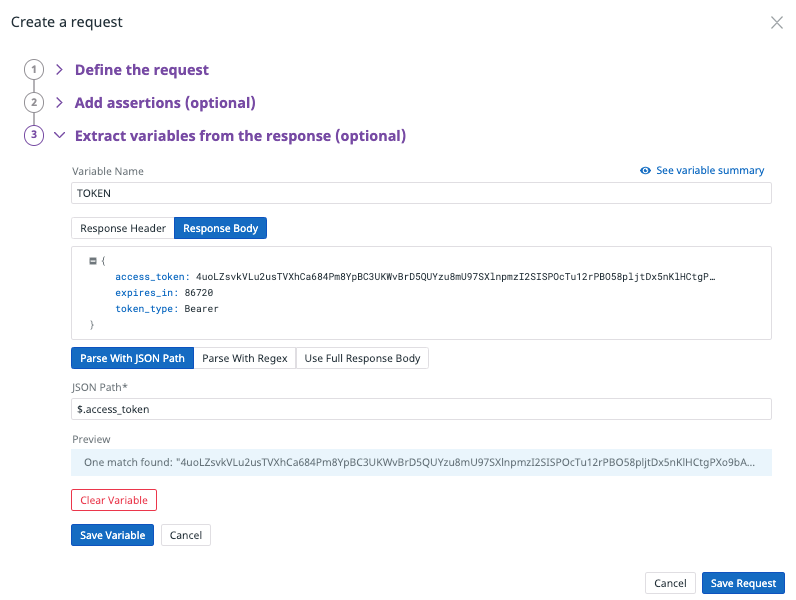 Create a request
1 Define the request
2 Add assertions (optional)
3 Extract variables from the response (optional)
Variable Name See variable summary
TOKEN
Response Header Response Body
{
access_token: 4uoLZsvkVLu2usTVXhCa684Pm8YpBC3UKWvBrD5QUYzu8mU97SXlnpmzI2SISPOcTu12rPBO58pljtDx5nKlHCtgP…
expires_in: 86720
token_type: Bearer
}
Parse With JSON Path Parse With Regex Use Full Response Body
JSON Path*
$.access_token
Preview
One match found: "4uoLZsvkVLu2usTVXhCa684Pm8YpBC3UKWvBrD5QUYzu8mU97SXlnpmzI2SISPOcTu12rPBO58pljtDx5nKlHCtgPXo9bA...
Clear Variable
Save Variable Cancel
Cancel Save Request